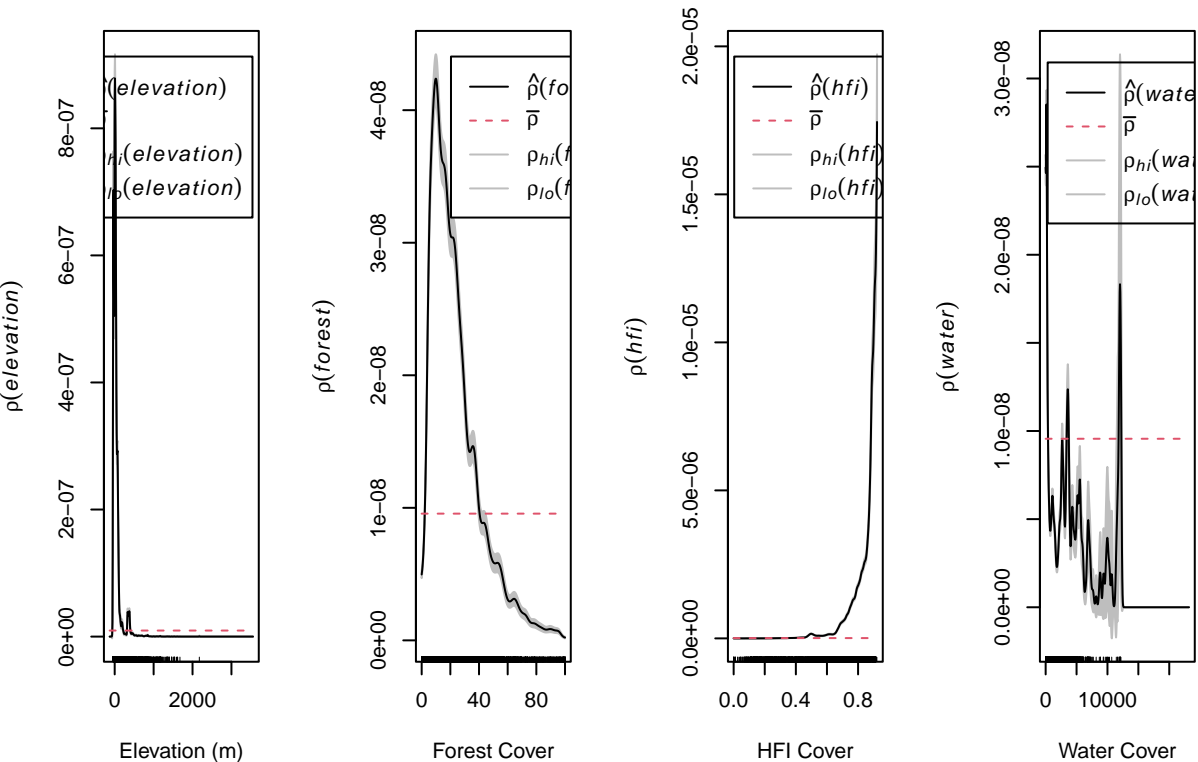 ρ(elevation)
0e+00 2e−07 4e−07 6e−07 8e−07
(elevation)
hi(elevation)
lo(elevation)
0 2000
Elevation (m)
ρ(forest)
0e+00 1e−08 2e−08 3e−08 4e−08
ρ̂(fo
ρ̅
ρhi(f
ρlo(f
0 40 80
Forest Cover
ρ(hfi)
0.0e+00 5.0e−06 1.0e−05 1.5e−05 2.0e−05
ρ̂(hfi)
ρ̅
ρhi(hfi)
ρlo(hfi)
0.0 0.4 0.8
HFI Cover
ρ(water)
0.0e+00 1.0e−08 2.0e−08 3.0e−08
ρ̂(wate
ρ̅
ρhi(wat
ρlo(wat
0 10000
Water Cover